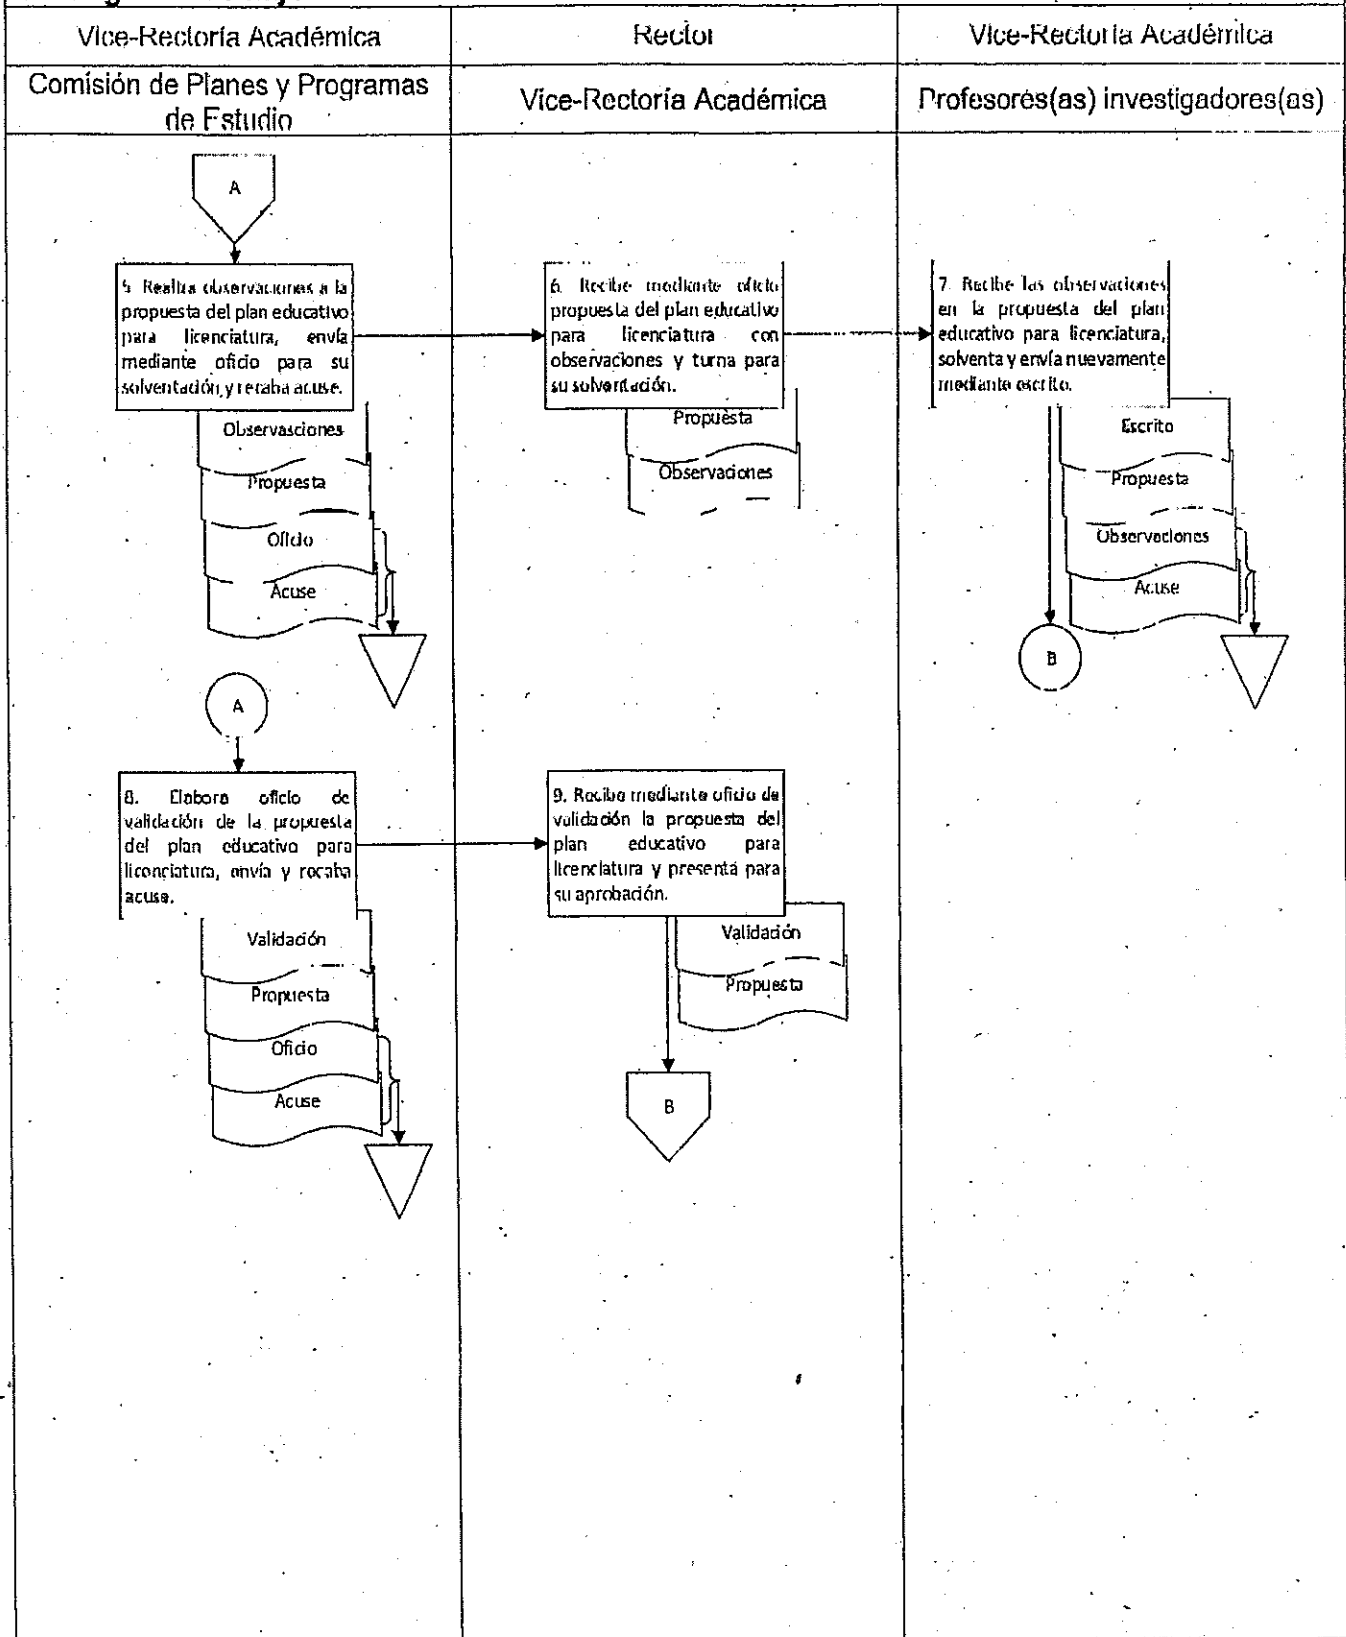 Vice-Rectoría Académica
Rector
Vice-Rectoría Académica
Comisión de Planes y Programas
de Estudio
Vice-Rectoría Académica
Profesores(as) investigadores(as)
A
5. Realiza observaciones a la
propuesta del plan educativo
para licenciatura, envía
mediante oficio para su
solventación y recaba acuse.
Observasciones
Propuesta
Oficio
Acuse
6. Recibe mediante oficio
propuesta del plan educativo
para licenciatura con
observaciones y turna para
su solventación.
Propuesta
Observaciones
7. Recibe las observaciones
en la propuesta del plan
educativo para licenciatura,
solventa y envía nuevamente
mediante escrito.
Escrito
Propuesta
Observaciones
Acuse
B
A
8. Elabora oficio de
validación de la propuesta
del plan educativo para
licenciatura, envía y recaba
acuse.
Validación
Propuesta
Oficio
Acuse
9. Recibe mediante oficio de
validación la propuesta del
plan educativo para
licenciatura y presenta para
su aprobación.
Validación
Propuesta
B